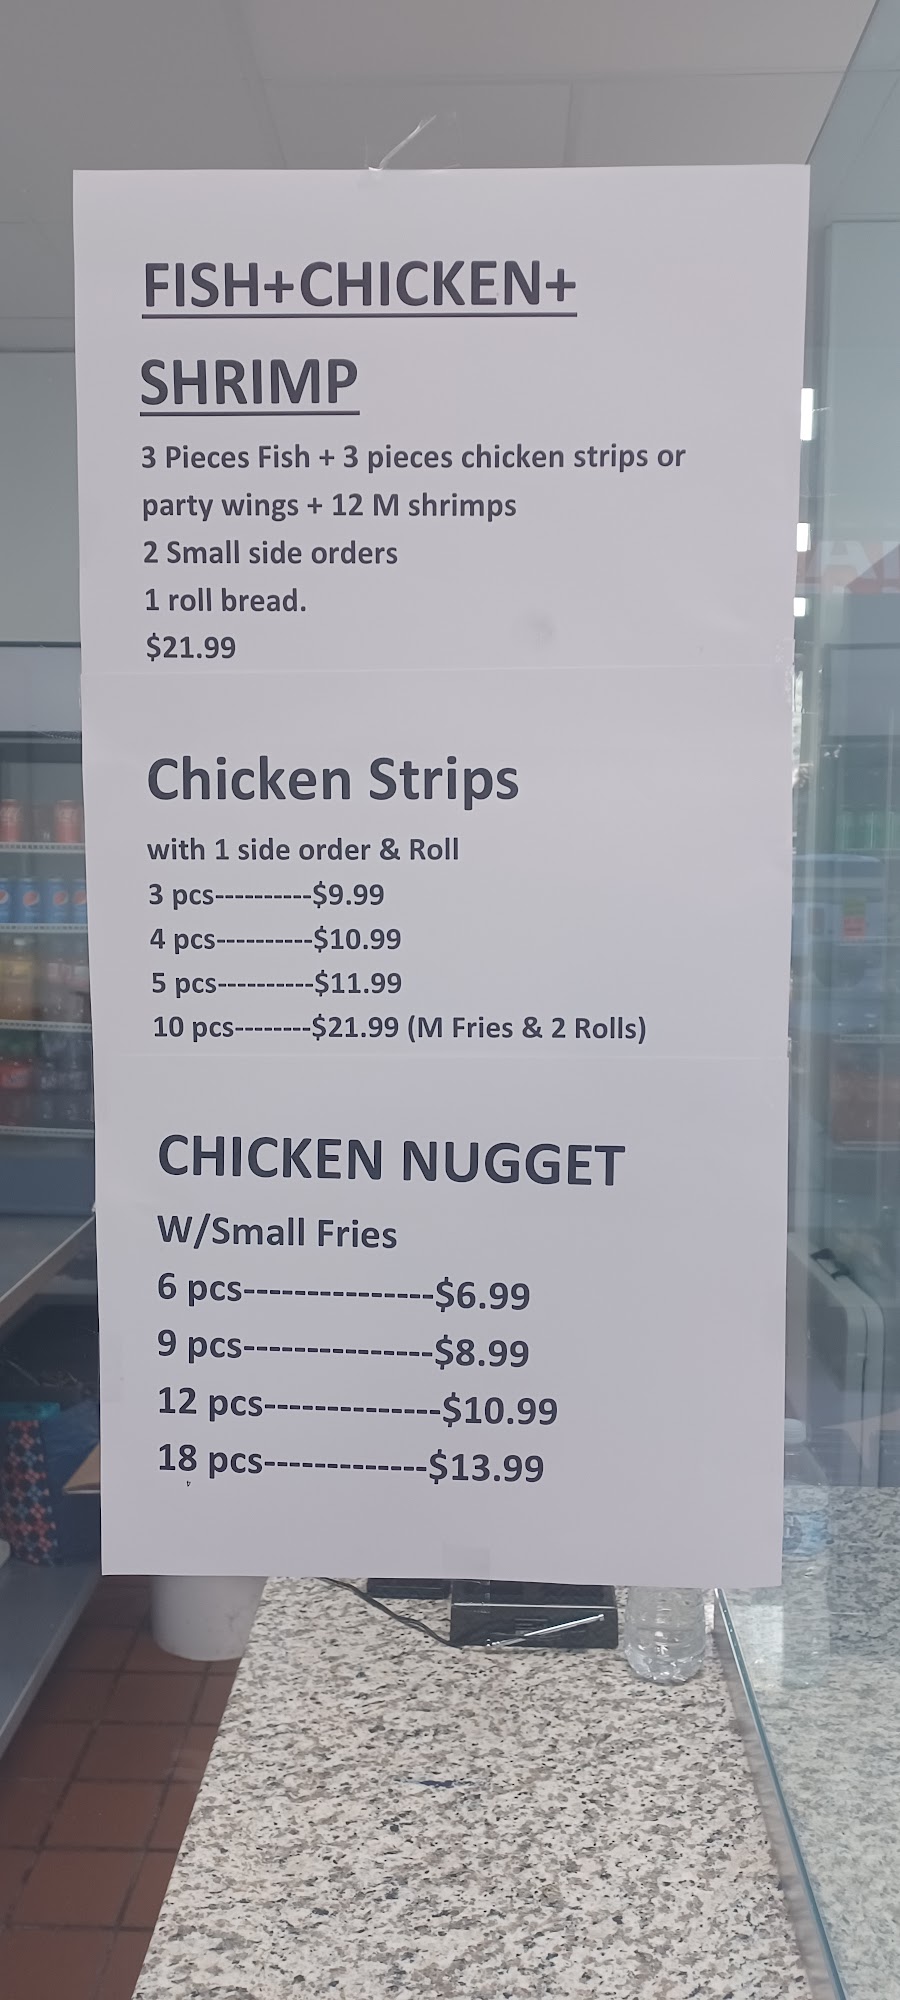 FISH+CHICKEN+
SHRIMP
3 Pieces Fish + 3 pieces chicken strips or
party wings + 12 M shrimps
2 Small side orders
1 roll bread.
$21.99
Chicken Strips
with 1 side order & Roll
3 pcs----------$9.99
4 pcs----------$10.99
5 pcs----------$11.99
10 pcs--------$21.99 (M Fries & 2 Rolls)
CHICKEN NUGGET
W/Small Fries
6 pcs---------------$6.99
9 pcs---------------$8.99
12 pcs--------------$10.99
18 pcs-------------$13.99